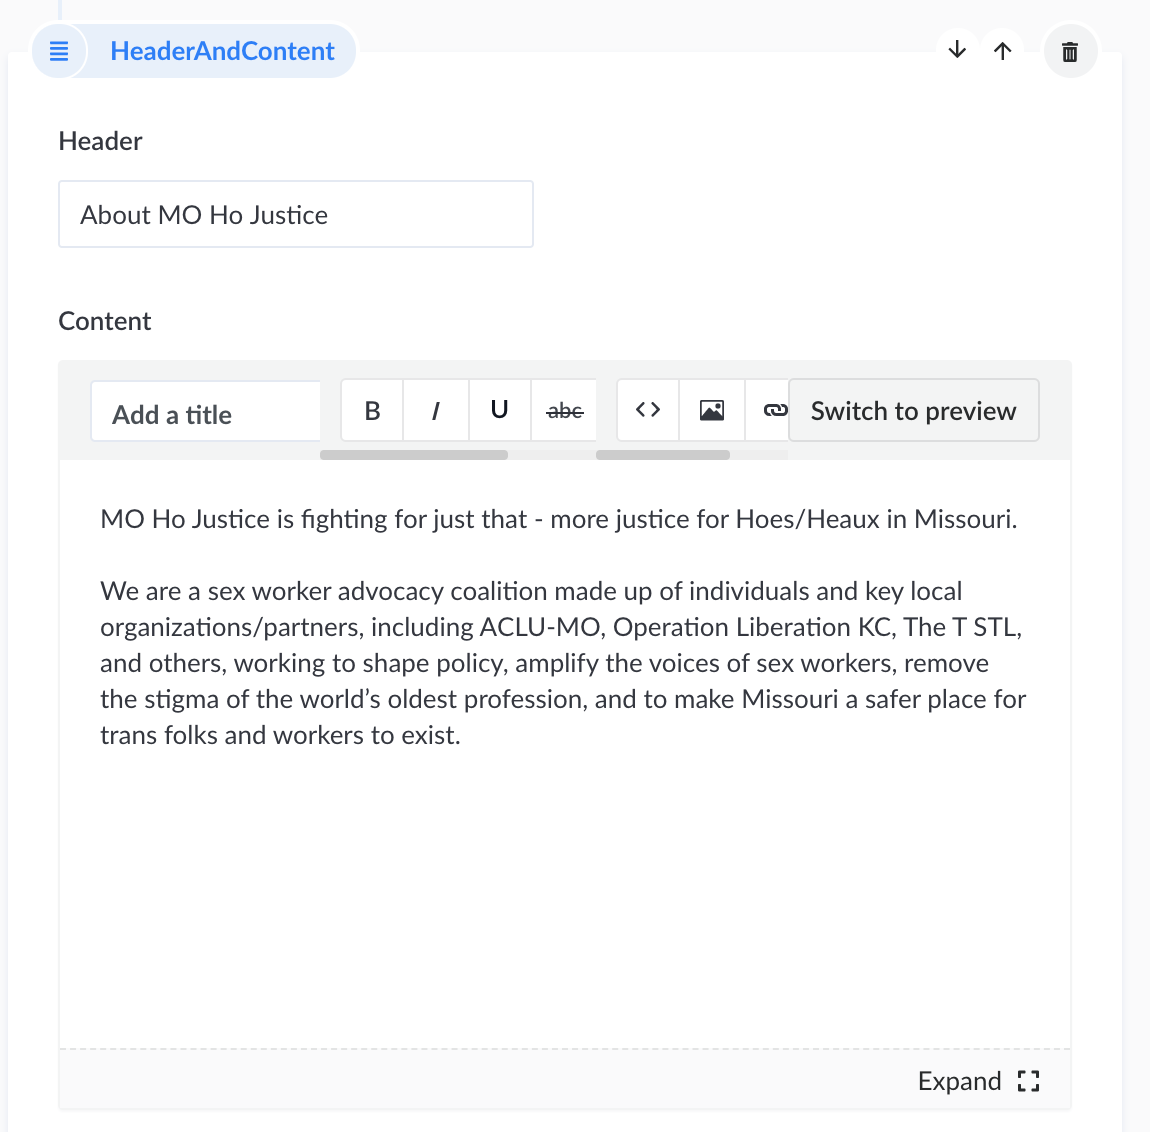 HeaderAndContent
Header
About MO Ho Justice
Content
Add a title
B I U abc Switch to preview
MO Ho Justice is fighting for just that - more justice for Hoes/Heaux in Missouri.
We are a sex worker advocacy coalition made up of individuals and key local
organizations/partners, including ACLU-MO, Operation Liberation KC, The T STL,
and others, working to shape policy, amplify the voices of sex workers, remove
the stigma of the world’s oldest profession, and to make Missouri a safer place for
trans folks and workers to exist.
Expand